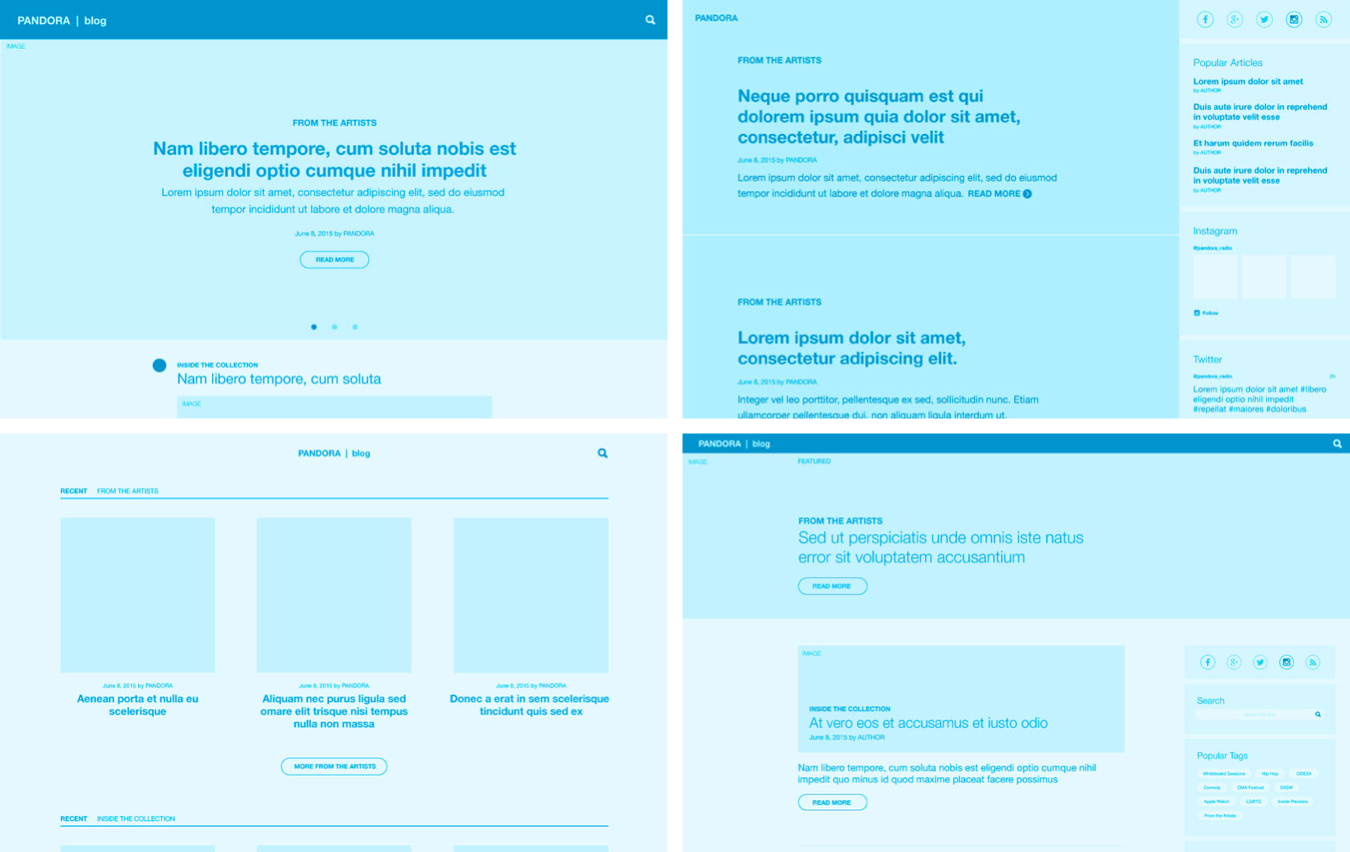 PANDORA | blog
IMAGE
FROM THE ARTISTS
Nam libero tempore, cum soluta nobis est
eligendi optio cumque nihil impedit
Lorem ipsum dolor sit amet, consectetur adipiscing elit, sed do eiusmod
tempor incididunt ut labore et dolore magna aliqua.
June 8, 2015 by PANDORA
READ MORE
INSIDE THE COLLECTION
Nam libero tempore, cum soluta
IMAGE
PANDORA
FROM THE ARTISTS
Neque porro quisquam est qui
dolorem ipsum quia dolor sit amet,
consectetur, adipisci velit
June 8, 2015 by PANDORA
Lorem ipsum dolor sit amet, consectetur adipiscing elit, sed do eiusmod
tempor incididunt ut labore et dolore magna aliqua. READ MORE
FROM THE ARTISTS
Lorem ipsum dolor sit amet,
consectetur adipiscing elit.
June 8, 2015 by PANDORA
Integer vel leo porttitor, pellentesque ex sed, sollicitudin nunc. Etiam
ullamcorper pellentesque dui, non aliquam ligula interdum ut.
Popular Articles
Lorem ipsum dolor sit amet
by AUTHOR
Duis aute irure dolor in reprehend
in voluptate velit esse
by AUTHOR
Et harum quidem rerum facilis
by AUTHOR
Duis aute irure dolor in reprehend
in voluptate velit esse
by AUTHOR
Instagram
@pandora_radio
Follow
Twitter
@pandora_radio 2h
Lorem ipsum dolor sit amet #libero
eligendi optio nihil impedit
#repellat #maiores #doloribus
PANDORA | blog
RECENT FROM THE ARTISTS
June 8, 2015 by PANDORA
Aenean porta et nulla eu
scelerisque
June 8, 2015 by PANDORA
Aliquam nec purus ligula sed
omare elit trisque nisi tempus
nulla non massa
June 8, 2015 by PANDORA
Donec a erat in sem scelerisque
tincidunt quis sed ex
MORE FROM THE ARTISTS
RECENT INSIDE THE COLLECTION
PANDORA | blog
IMAGE
FEATURED
FROM THE ARTISTS
Sed ut perspiciatis unde omnis iste natus
error sit voluptatem accusantium
READ MORE
IMAGE
INSIDE THE COLLECTION
At vero eos et accusamus et iusto odio
June 8, 2015 by AUTHOR
Nam libero tempore, cum soluta nobis est eligendi optio cumque nihil
impedit quo minus id quod maxime placeat facere possimus
READ MORE
Search
Popular Tags
Whiteboard Sessions Hip Hop ODEZA
Comedy CMA Festival SXSW
Apple Watch LGBTQ Inside Pandora
From the Artists